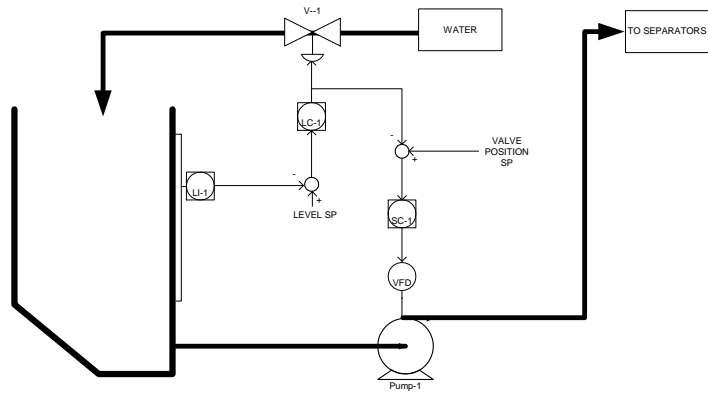 V--1
WATER
TO SEPARATORS
LC-1
-
+
VALVE
POSITION
SP
LI-1
-
+
LEVEL SP
SC-1
VFD
Pump-1